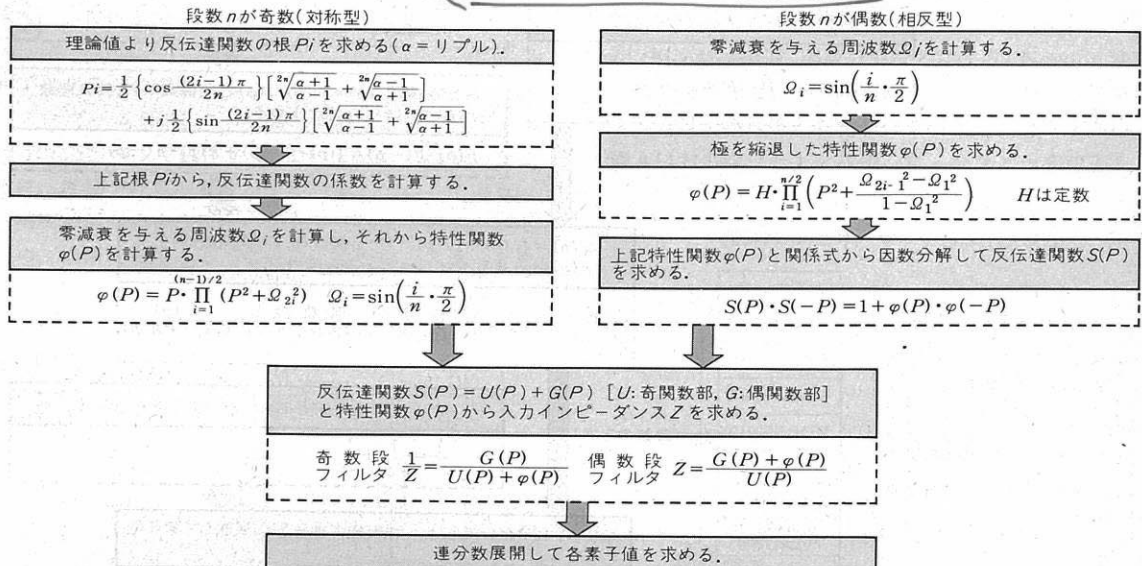 段数nが奇数(対称型)
理論値より反伝達関数の根Piを求める(α=リプル).
Pi=1/2{cos (2i−1)π/2n}[²ⁿ√(α+1)/(α−1) + ²ⁿ√(α−1)/(α+1)]
+j 1/2{sin (2i−1)π/2n}[²ⁿ√(α+1)/(α−1) + ²ⁿ√(α−1)/(α+1)]
上記根Piから,反伝達関数の係数を計算する.
零減衰を与える周波数Ωiを計算し,それから特性関数
φ(P)を計算する.
φ(P)=P・∏_{i=1}^{(n−1)/2}(P²+Ω₂ᵢ²) Ωi=sin(i/n・π/2)
段数nが偶数(相反型)
零減衰を与える周波数Ωjを計算する.
Ωi=sin(i/n・π/2)
極を縮退した特性関数φ(P)を求める.
φ(P)=H・∏_{i=1}^{n/2}(P²+(Ω₂ᵢ₋₁²−Ω₁²)/(1−Ω₁²)) Hは定数
上記特性関数φ(P)と関係式から因数分解して反伝達関数S(P)
を求める.
S(P)・S(−P)=1+φ(P)・φ(−P)
反伝達関数S(P)=U(P)+G(P) [U:奇関数部, G:偶関数部]
と特性関数φ(P)から入力インピーダンスZを求める.
奇数段フィルタ 1/Z=G(P)/(U(P)+φ(P)) 偶数段フィルタ Z=(G(P)+φ(P))/U(P)
連分数展開して各素子値を求める.